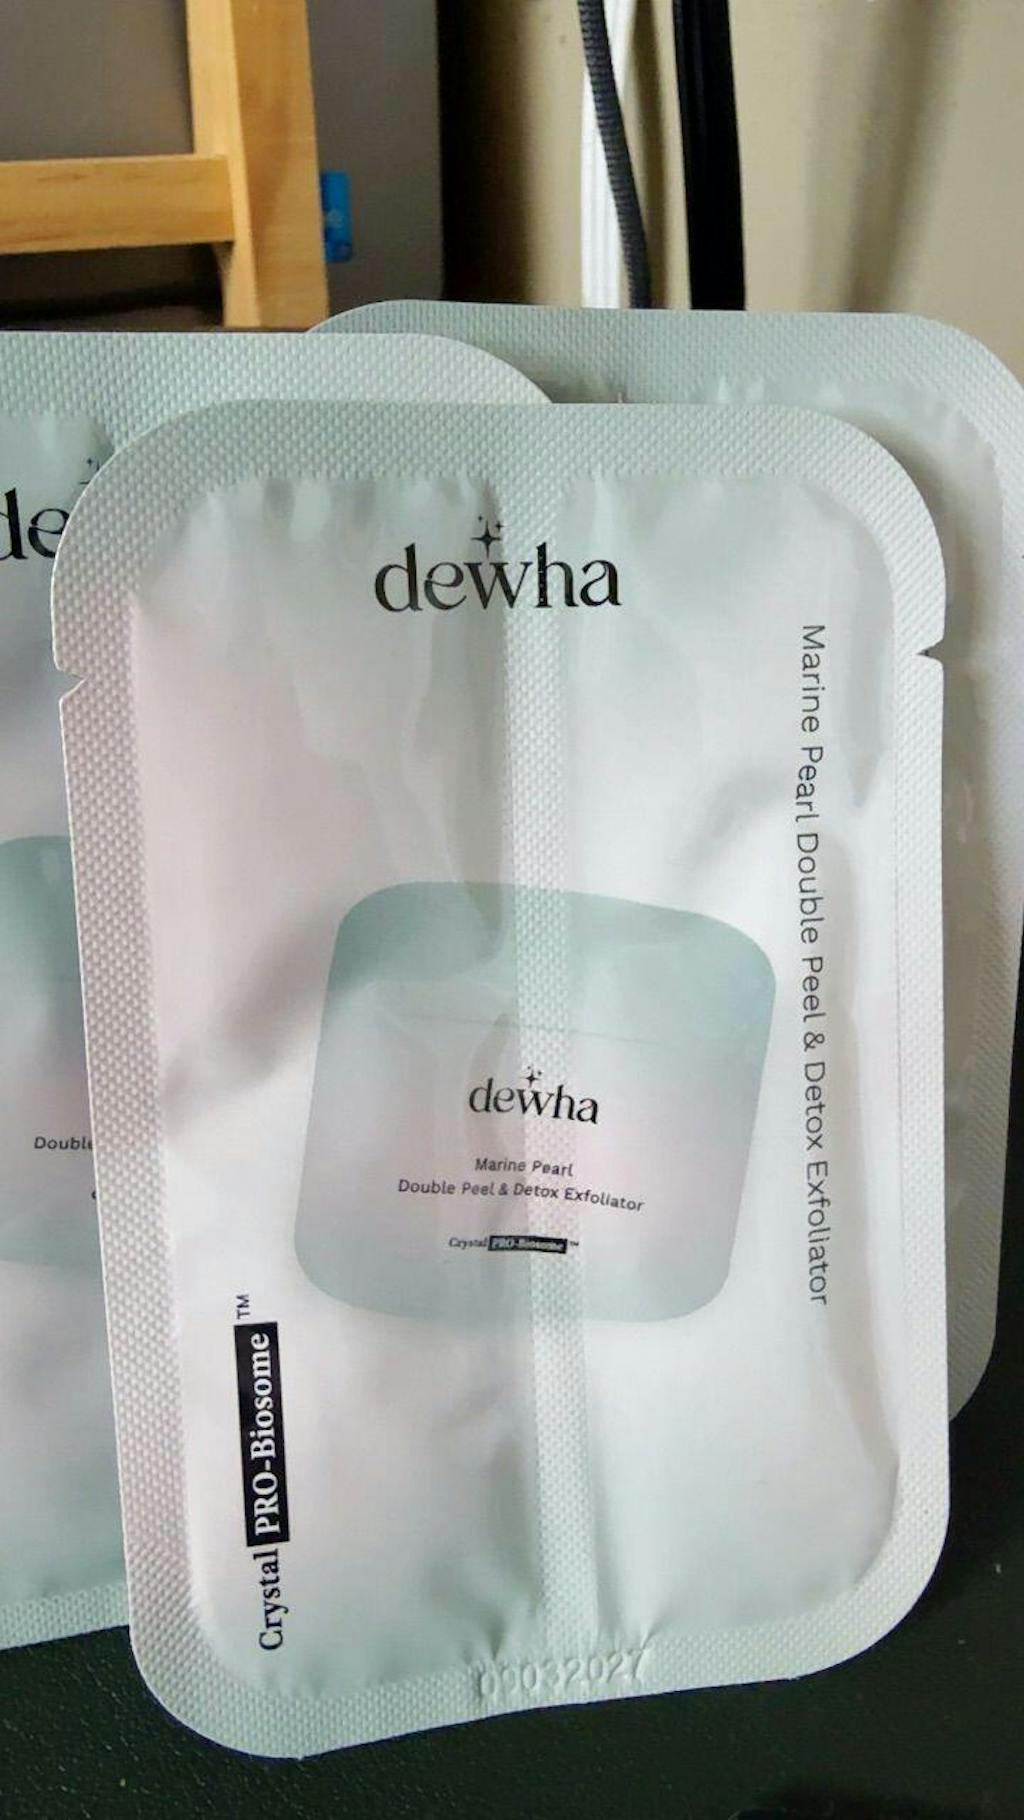 dewha
Marine Pearl Double Peel & Detox Exfoliator
dewha
Marine Pearl
Double Peel & Detox Exfoliator
Crystal PRO-Biosome™
Crystal PRO-Biosome™
de
Double